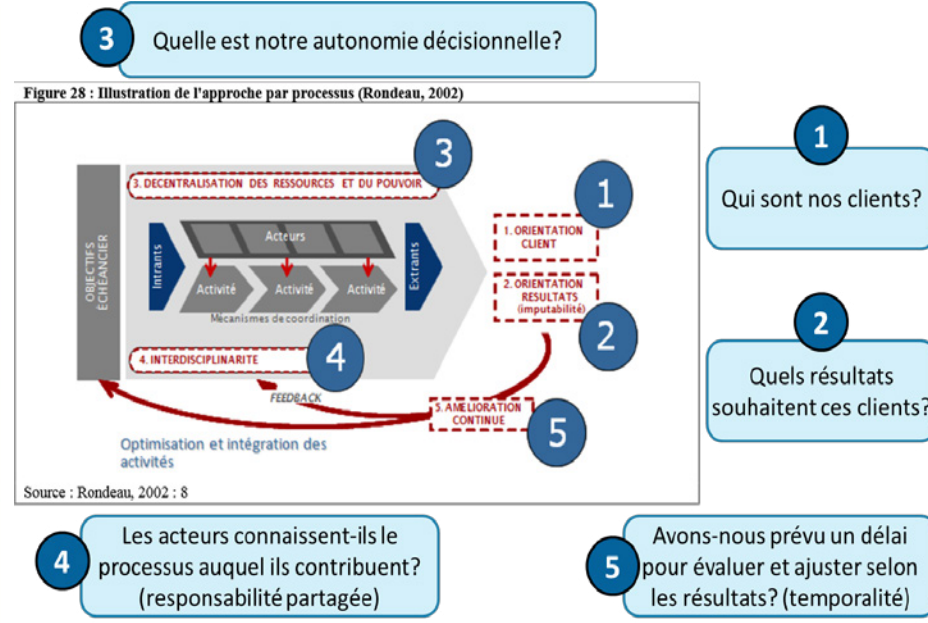 3
Quelle est notre autonomie décisionnelle?
Figure 28 : Illustration de l'approche par processus (Rondeau, 2002)
3
3. DECENTRALISATION DES RESSOURCES ET DU POUVOIR
OBJECTIFS
ECHEANCIER
Intrants
Acteurs
Activité
Activité
Activité
Extrants
Mécanismes de coordination
4. INTERDISCIPLINARITE
4
1
1. ORIENTATION
CLIENT
2. ORIENTATION
RESULTATS
(imputabilité)
2
FEEDBACK
5. AMELIORATION
CONTINUE
5
Optimisation et intégration des
activités
Source : Rondeau, 2002 : 8
1
Qui sont nos clients?
2
Quels résultats
souhaitent ces clients?
4
Les acteurs connaissent-ils le
processus auquel ils contribuent?
(responsabilité partagée)
5
Avons-nous prévu un délai
pour évaluer et ajuster selon
les résultats? (temporalité)